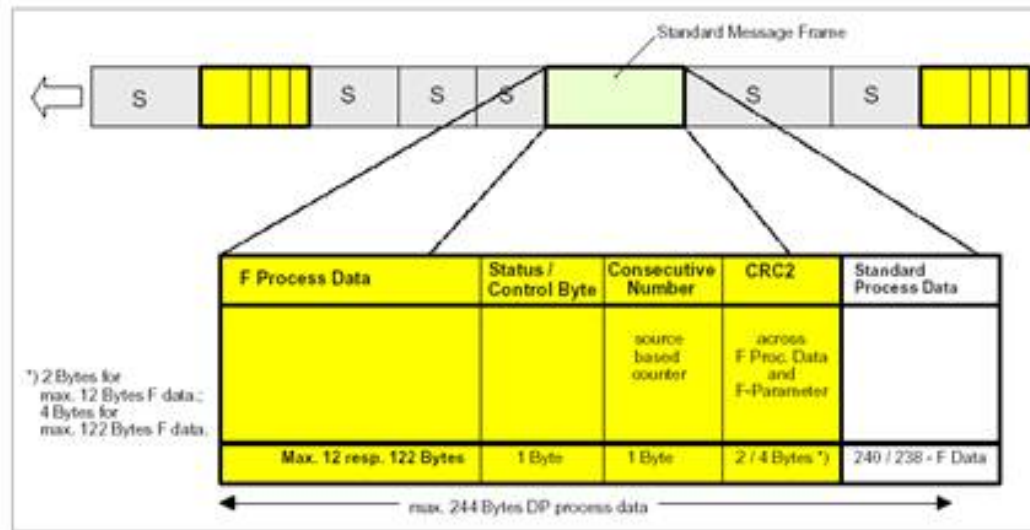 Standard Message Frame
S
S
S
S
S
S
F Process Data
Status /
Control Byte
Consecutive
Number
CRC2
Standard
Process Data
source
based
counter
across
F Proc. Data
and
F-Parameter
*) 2 Bytes for
max. 12 Bytes F data.;
4 Bytes for
max. 122 Bytes F data.
Max. 12 resp. 122 Bytes
1 Byte
1 Byte
2 / 4 Bytes *)
240 / 238 - F Data
max. 244 Bytes DP process data